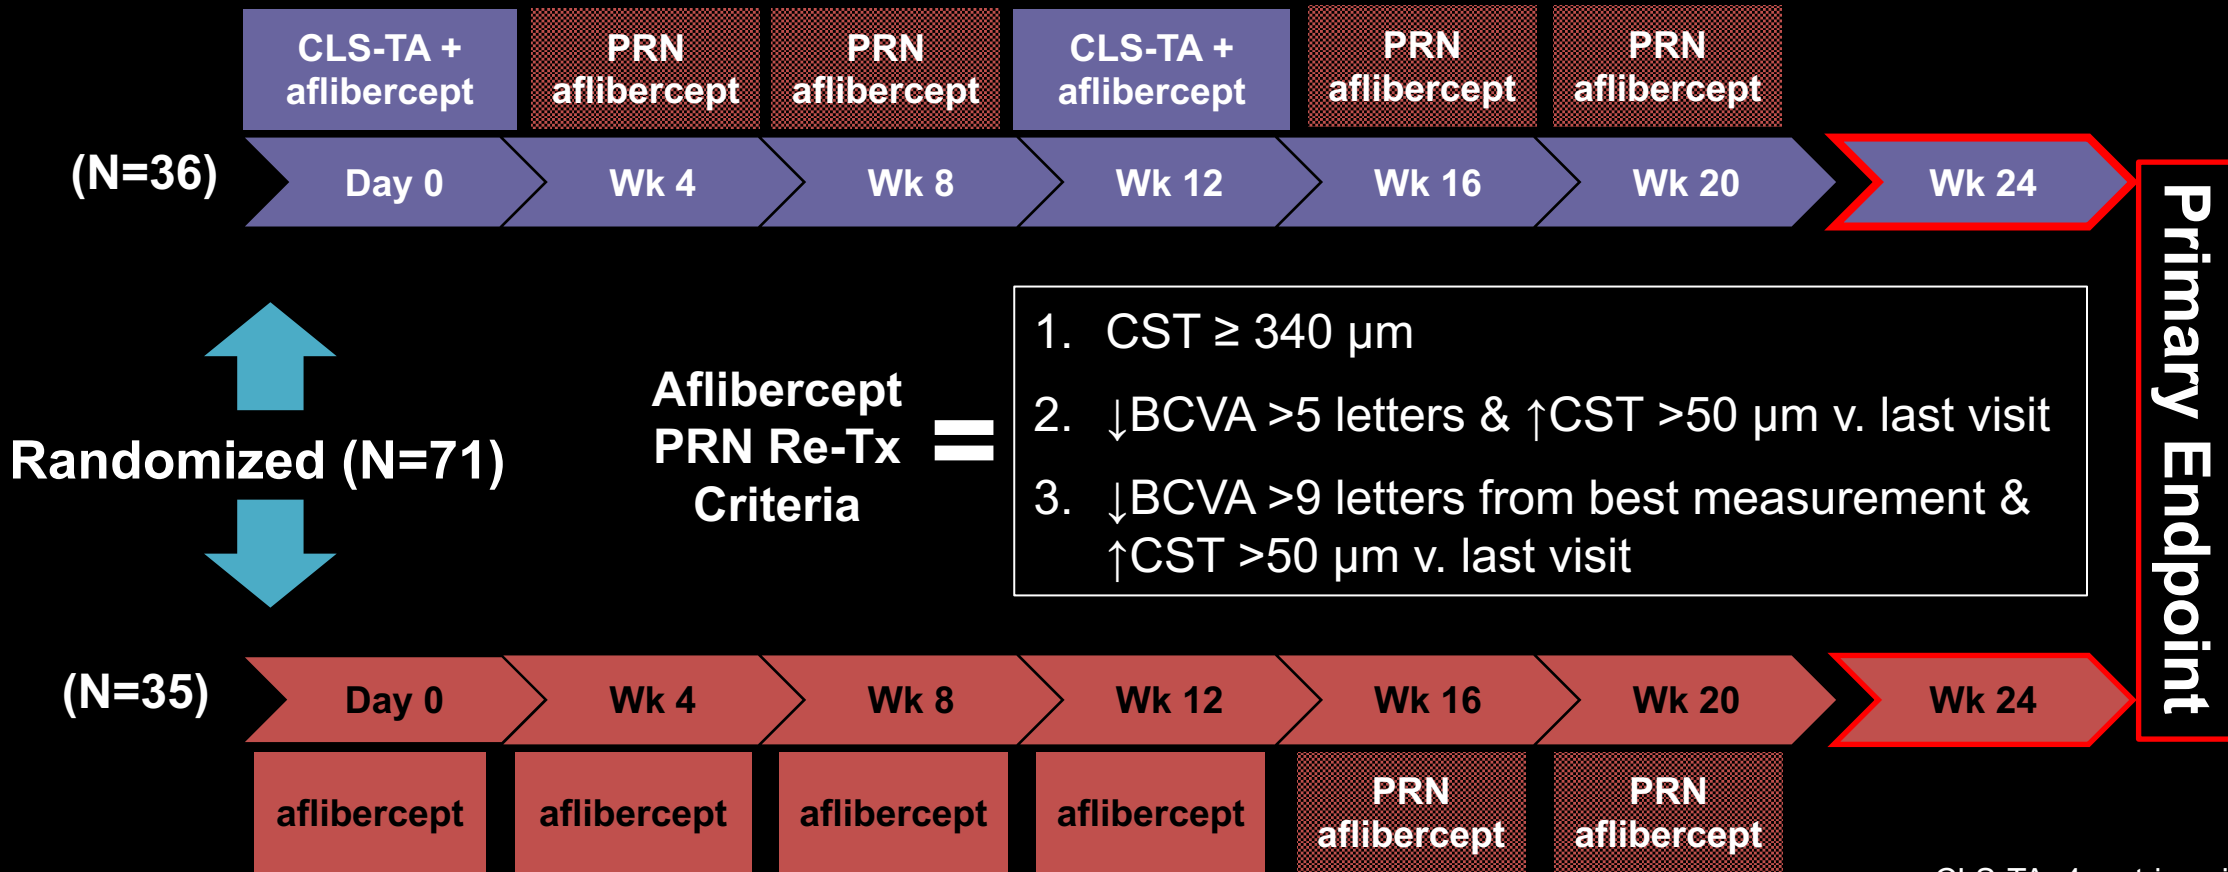 CLS-TA +
aflibercept
PRN
aflibercept
PRN
aflibercept
CLS-TA +
aflibercept
PRN
aflibercept
PRN
aflibercept
(N=36)
Day 0
Wk 4
Wk 8
Wk 12
Wk 16
Wk 20
Wk 24
Primary Endpoint
Randomized (N=71)
Aflibercept
PRN Re-Tx
Criteria
=
1. CST ≥ 340 µm
2. ↓BCVA >5 letters & ↑CST >50 µm v. last visit
3. ↓BCVA >9 letters from best measurement &
↑CST >50 µm v. last visit
(N=35)
Day 0
Wk 4
Wk 8
Wk 12
Wk 16
Wk 20
Wk 24
aflibercept
aflibercept
aflibercept
aflibercept
PRN
aflibercept
PRN
aflibercept